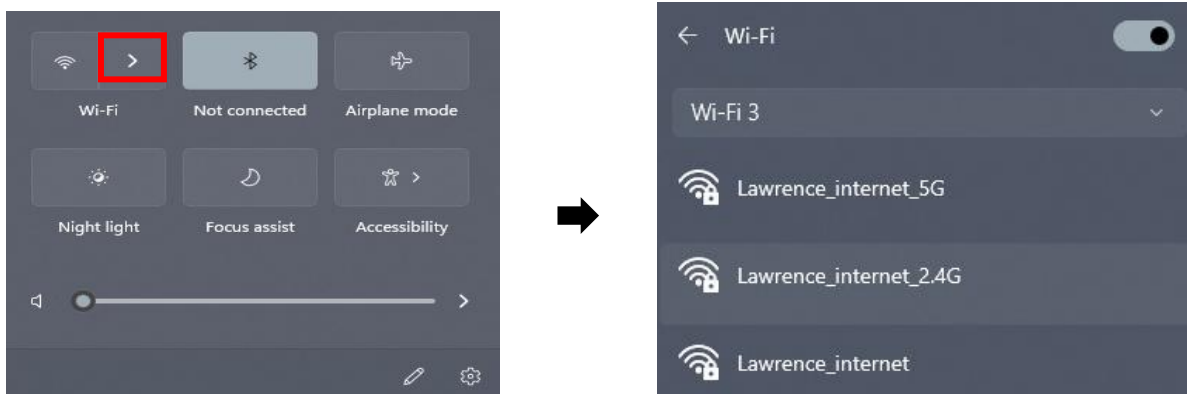 Wi-Fi
Not connected
Airplane mode
Night light
Focus assist
Accessibility
Wi-Fi
Wi-Fi 3
Lawrence_internet_5G
Lawrence_internet_2.4G
Lawrence_internet